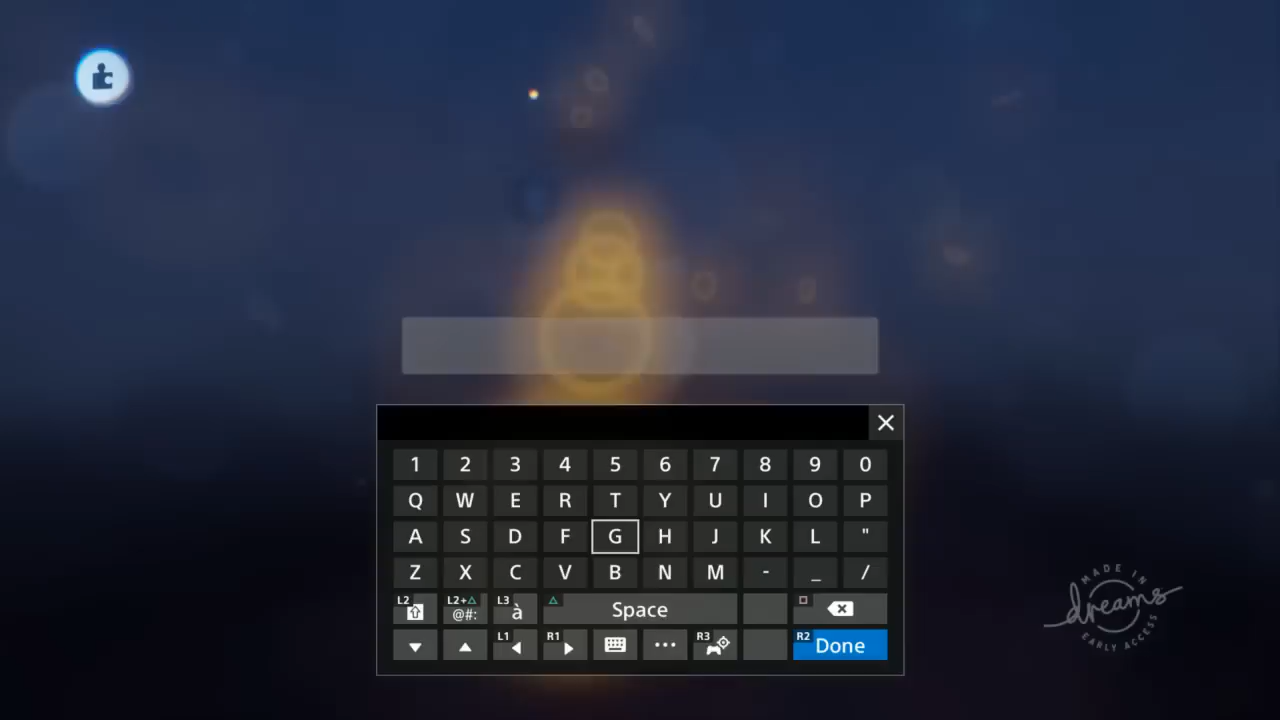 1 2 3 4 5 6 7 8 9 0
Q W E R T Y U I O P
A S D F G H J K L "
Z X C V B N M - _ /
L2 L2+△ @#: L3 à △ Space
L1 R1 ... R3 R2 Done
MADE IN
dreams
EARLY ACCESS